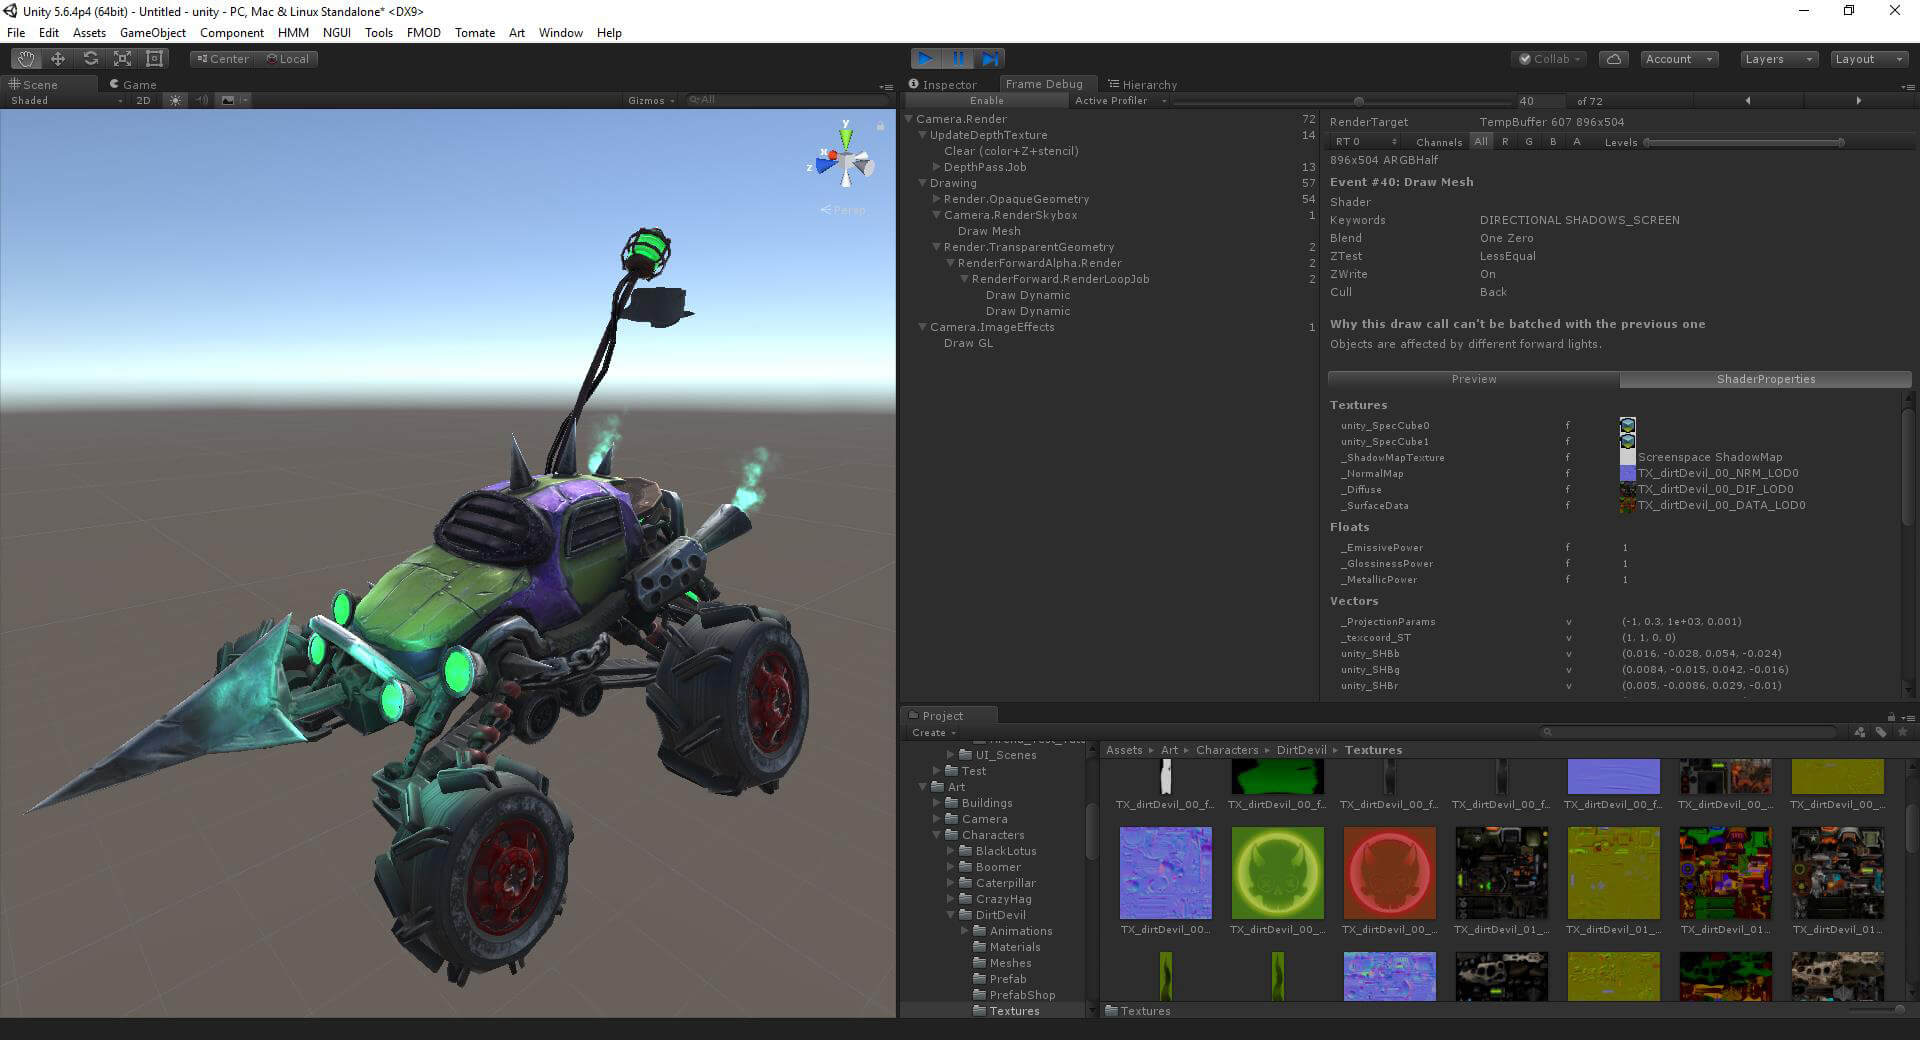 Unity 5.6.4p4 (64bit) - Untitled - unity - PC, Mac & Linux Standalone* <DX9>
File Edit Assets GameObject Component HMM NGUI Tools FMOD Tomate Art Window Help
Center Local
Collab Account Layers Layout
Scene Game
Shaded 2D Gizmos All
y
x
z
Persp
Inspector Frame Debug Hierarchy
Enable Active Profiler 40 of 72
Camera.Render 72
UpdateDepthTexture 14
Clear (color+Z+stencil)
DepthPass.Job 13
Drawing 57
Render.OpaqueGeometry 54
Camera.RenderSkybox 1
Draw Mesh
Render.TransparentGeometry 2
RenderForwardAlpha.Render 2
RenderForward.RenderLoopJob 2
Draw Dynamic
Draw Dynamic
Camera.ImageEffects 1
Draw GL
RenderTarget TempBuffer 607 896x504
RT 0 Channels All R G B A Levels
896x504 ARGBHalf
Event #40: Draw Mesh
Shader
Keywords DIRECTIONAL SHADOWS_SCREEN
Blend One Zero
ZTest LessEqual
ZWrite On
Cull Back
Why this draw call can't be batched with the previous one
Objects are affected by different forward lights.
Preview ShaderProperties
Textures
unity_SpecCube0 f
unity_SpecCube1 f
_ShadowMapTexture f Screenspace ShadowMap
_NormalMap f TX_dirtDevil_00_NRM_LOD0
_Diffuse f TX_dirtDevil_00_DIF_LOD0
_SurfaceData f TX_dirtDevil_00_DATA_LOD0
Floats
_EmissivePower f 1
_GlossinessPower f 1
_MetallicPower f 1
Vectors
_ProjectionParams v (-1, 0.3, 1e+03, 0.001)
_texcoord_ST v (1, 1, 0, 0)
unity_SHBb v (0.016, -0.028, 0.054, -0.024)
unity_SHBg v (0.0084, -0.015, 0.042, -0.016)
unity_SHBr v (0.005, -0.0086, 0.029, -0.01)
Project
Create
UI_Scenes
Test
Art
Buildings
Camera
Characters
BlackLotus
Boomer
Caterpillar
CrazyHag
DirtDevil
Animations
Materials
Meshes
Prefab
PrefabShop
Textures
Assets Art Characters DirtDevil Textures
TX_dirtDevil_00_f... TX_dirtDevil_00_f... TX_dirtDevil_00_f... TX_dirtDevil_00_f... TX_dirtDevil_00_f... TX_dirtDevil_00_... TX_dirtDevil_00_...
TX_dirtDevil_00... TX_dirtDevil_00_... TX_dirtDevil_00_... TX_dirtDevil_01_... TX_dirtDevil_01_... TX_dirtDevil_01... TX_dirtDevil_01...
Textures